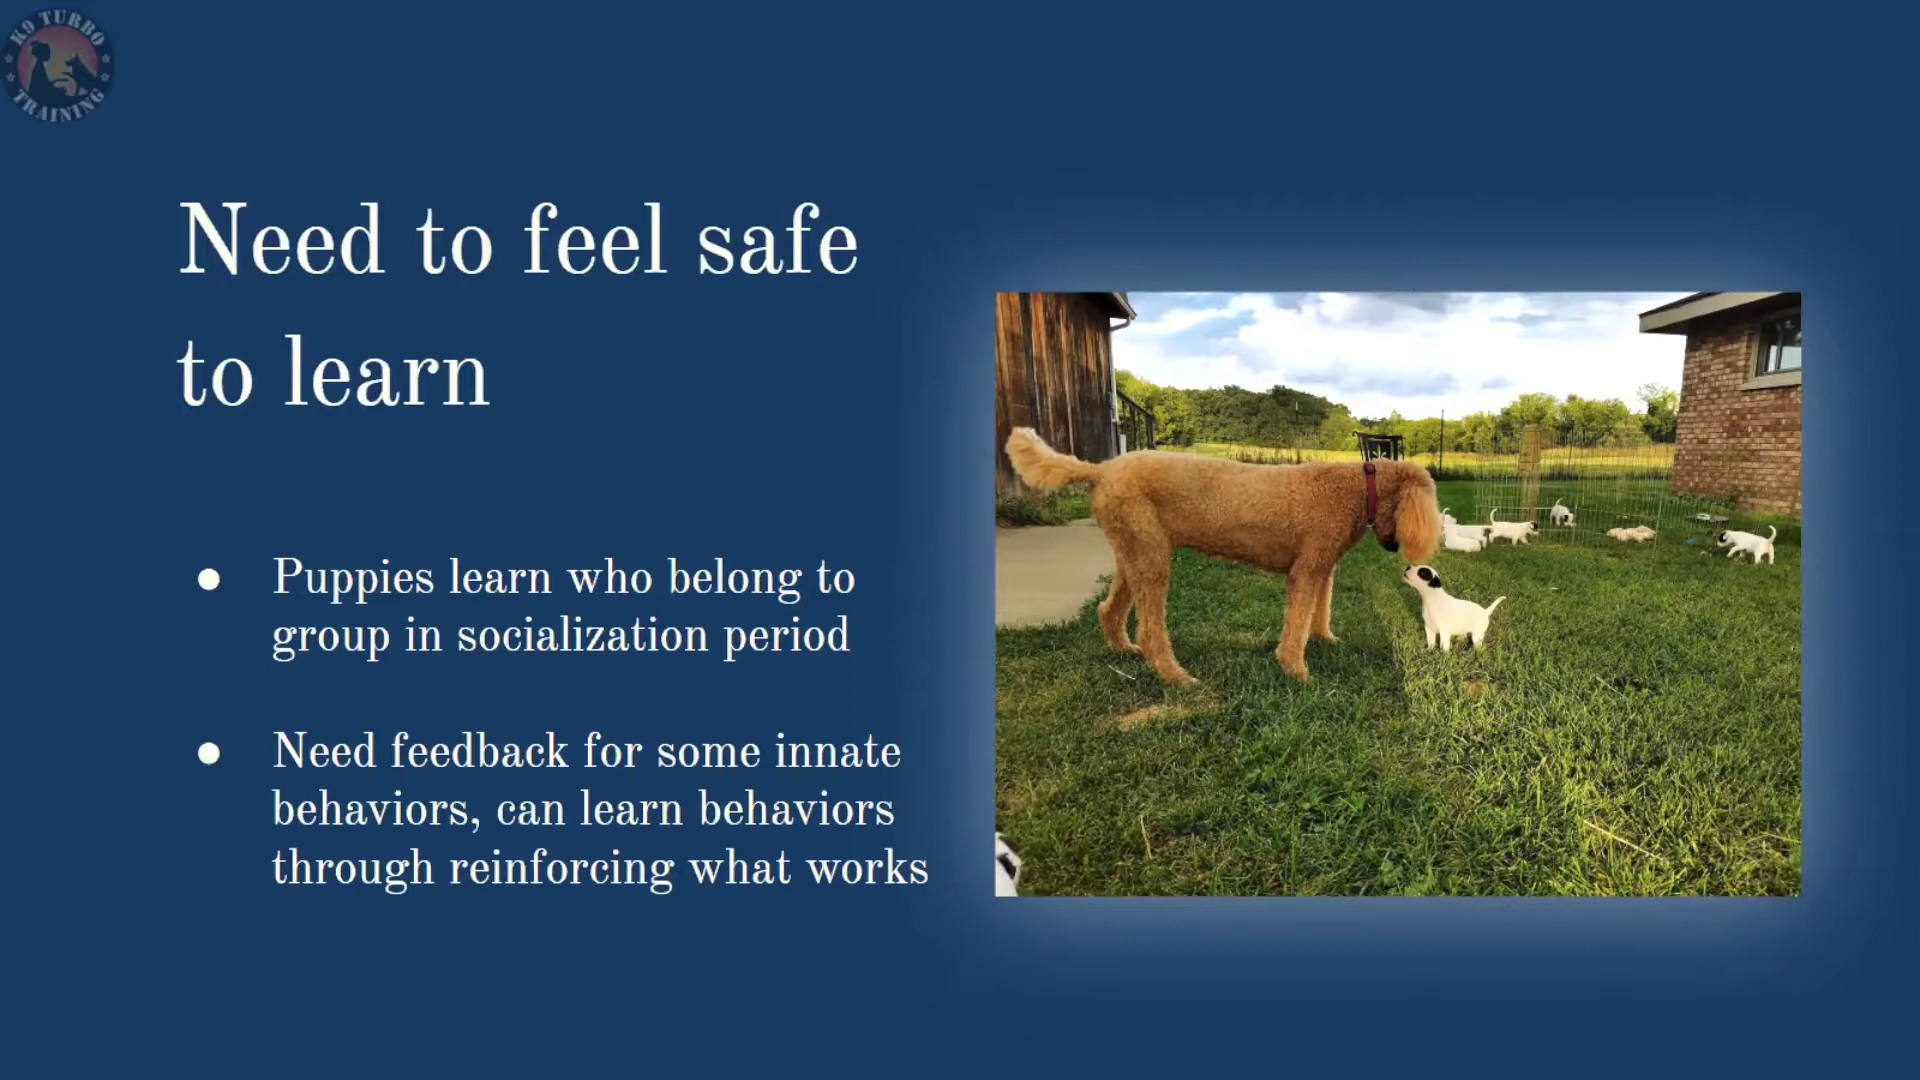 K9 TURBO
TRAINING
Need to feel safe
to learn
● Puppies learn who belong to
group in socialization period
● Need feedback for some innate
behaviors, can learn behaviors
through reinforcing what works